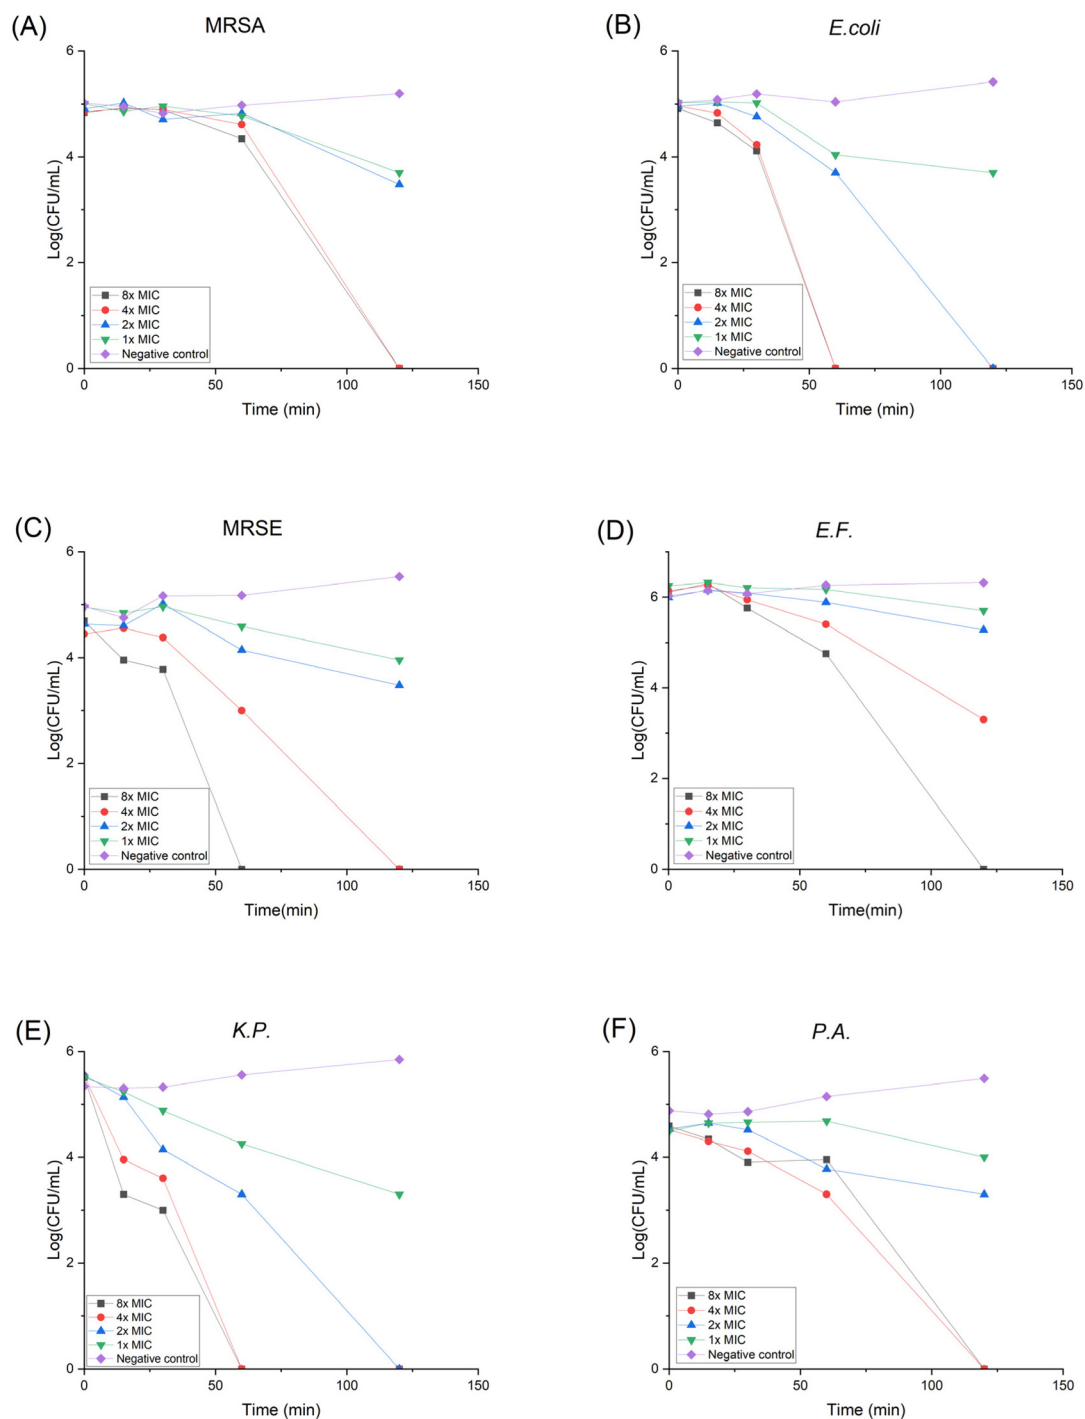 (A)
MRSA
6
4
2
0
Log(CFU/mL)
8x MIC
4x MIC
2x MIC
1x MIC
Negative control
0
50
100
150
Time (min)
(B)
E.coli
6
4
2
0
Log(CFU/mL)
8x MIC
4x MIC
2x MIC
1x MIC
Negative control
0
50
100
150
Time (min)
(C)
MRSE
6
4
2
0
Log(CFU/mL)
8x MIC
4x MIC
2x MIC
1x MIC
Negative control
0
50
100
150
Time(min)
(D)
E.F.
6
4
2
0
Log(CFU/mL)
8x MIC
4x MIC
2x MIC
1x MIC
Negative control
0
50
100
150
Time(min)
(E)
K.P.
6
4
2
0
Log(CFU/mL)
8x MIC
4x MIC
2x MIC
1x MIC
Negative control
0
50
100
150
Time (min)
(F)
P.A.
6
4
2
0
Log(CFU/mL)
8x MIC
4x MIC
2x MIC
1x MIC
Negative control
0
50
100
150
Time (min)